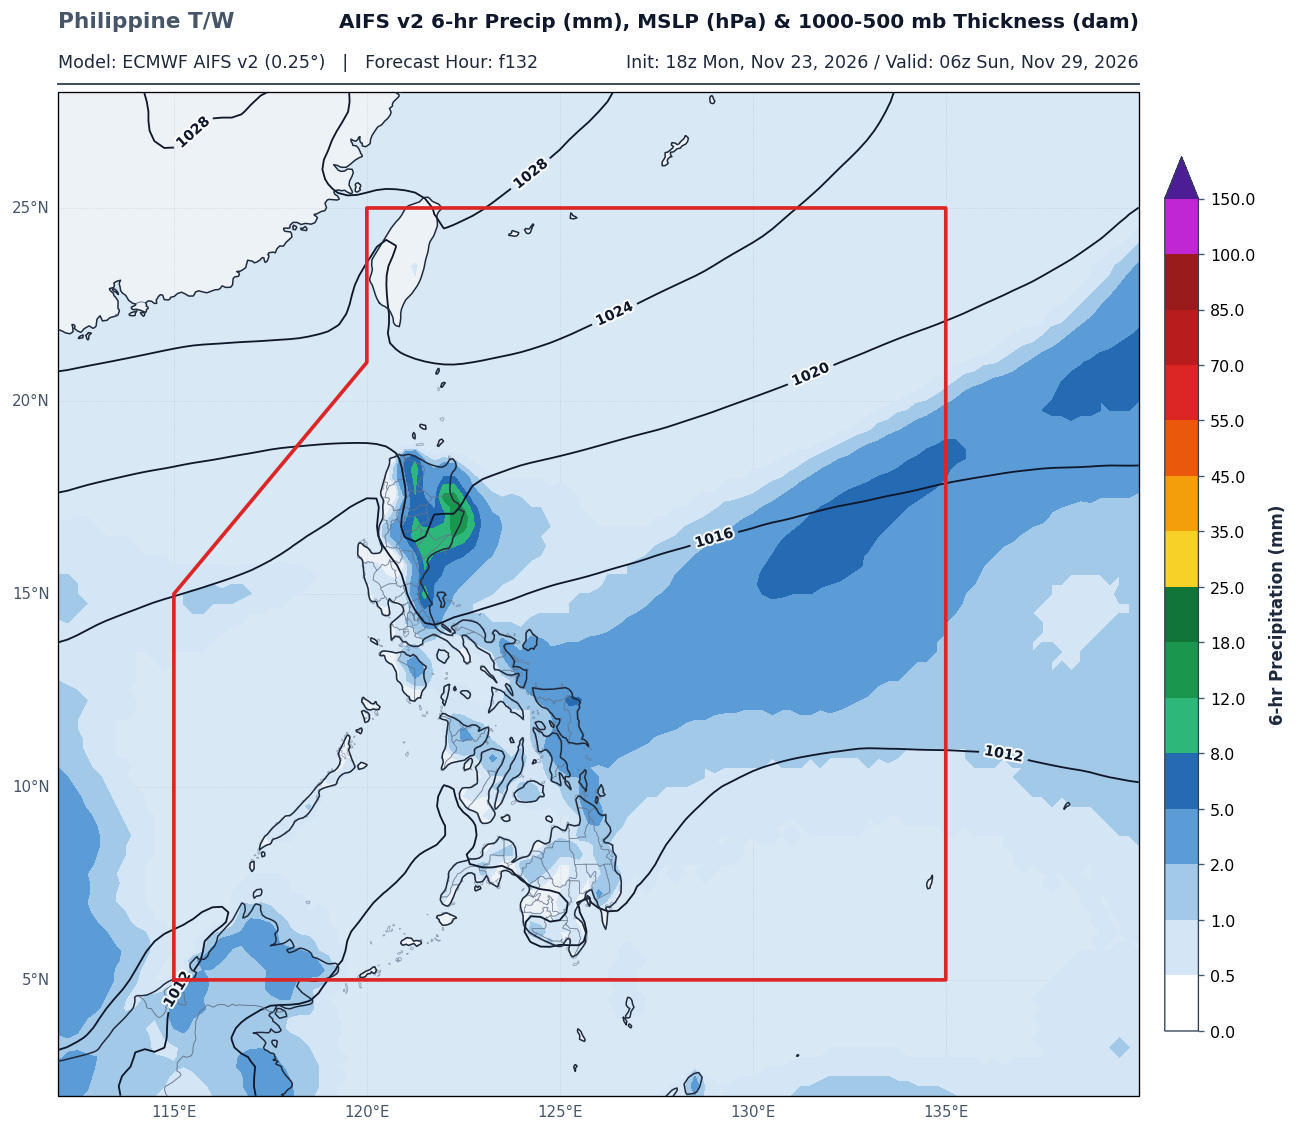 Philippine T/W
AIFS v2 6-hr Precip (mm), MSLP (hPa) & 1000-500 mb Thickness (dam)
Model: ECMWF AIFS v2 (0.25°) | Forecast Hour: f132
Init: 18z Mon, Nov 23, 2026 / Valid: 06z Sun, Nov 29, 2026
1028
1028
1024
1020
1016
1012
1012
25°N
20°N
15°N
10°N
5°N
115°E
120°E
125°E
130°E
135°E
150.0
100.0
85.0
70.0
55.0
45.0
35.0
25.0
18.0
12.0
8.0
5.0
2.0
1.0
0.5
0.0
6-hr Precipitation (mm)